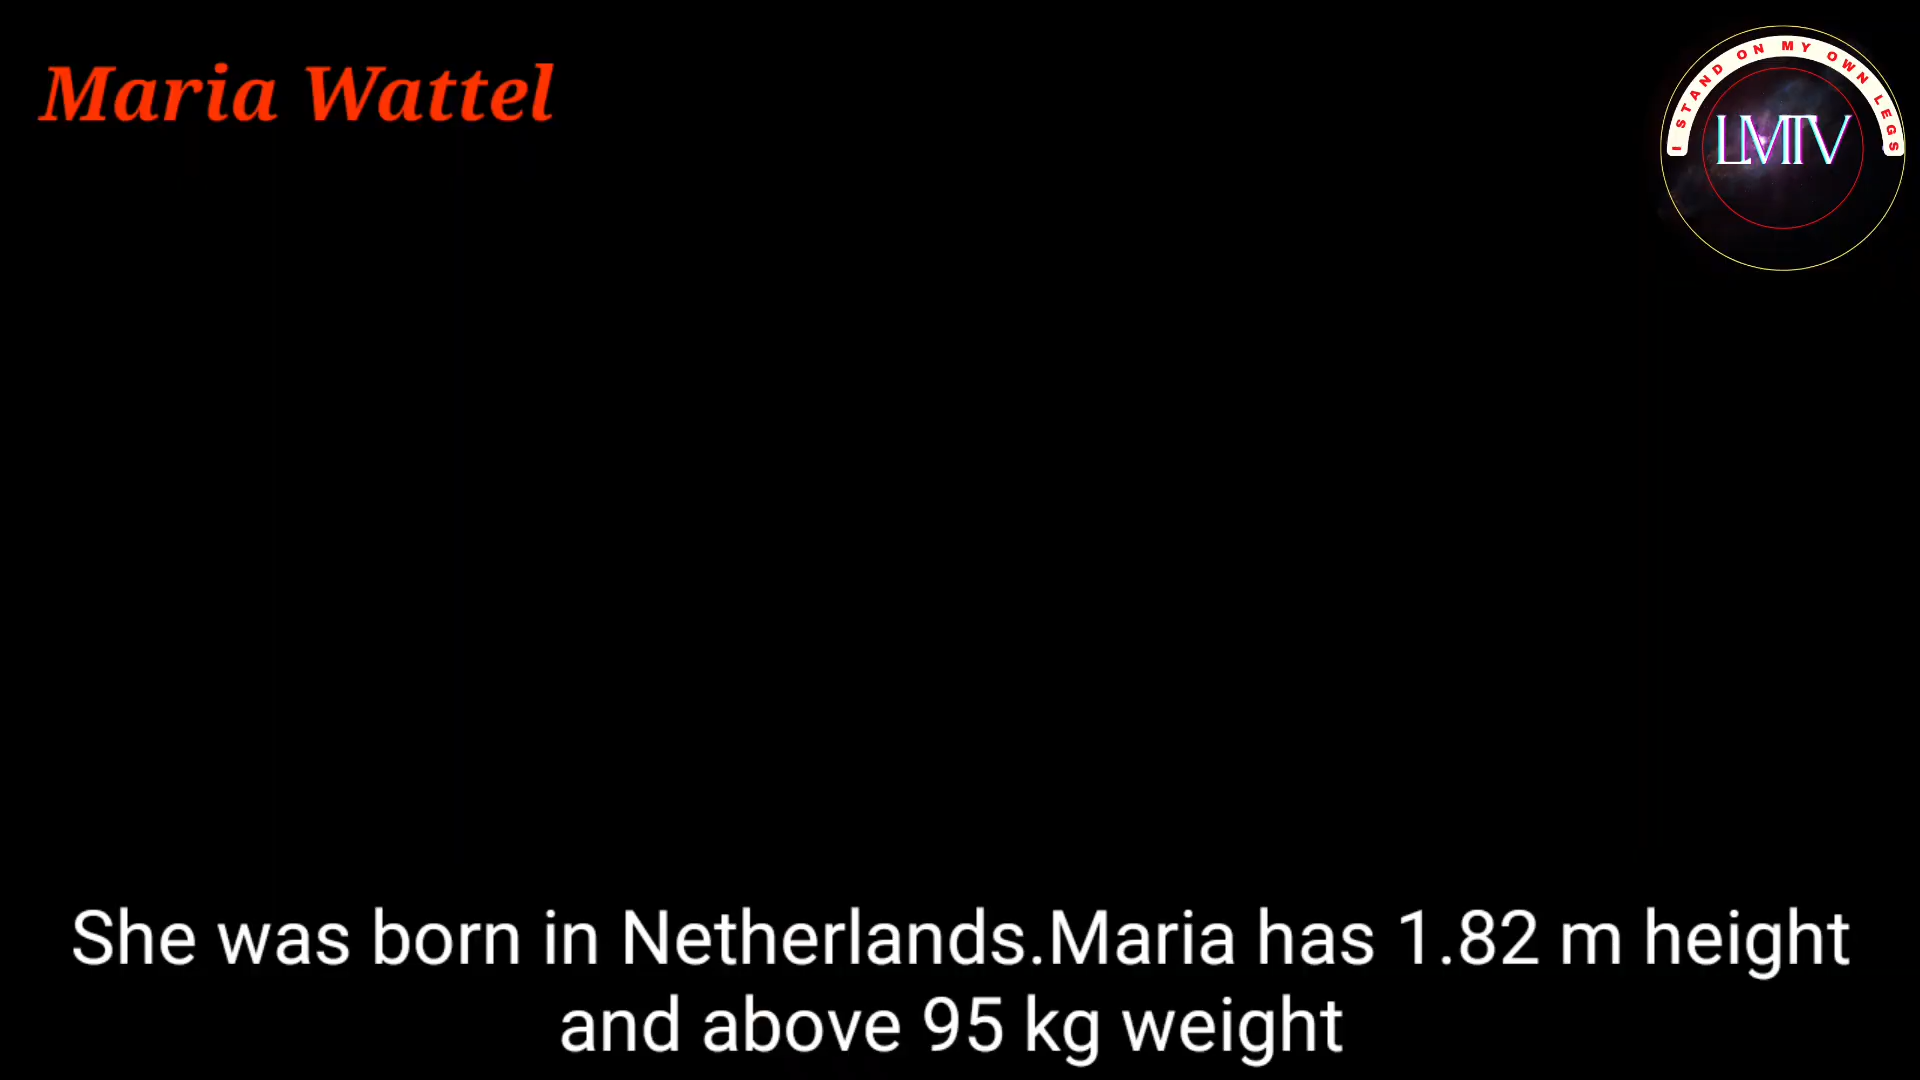 Maria Wattel
I STAND ON MY OWN LEGS
LMTV
She was born in Netherlands.Maria has 1.82 m height
and above 95 kg weight